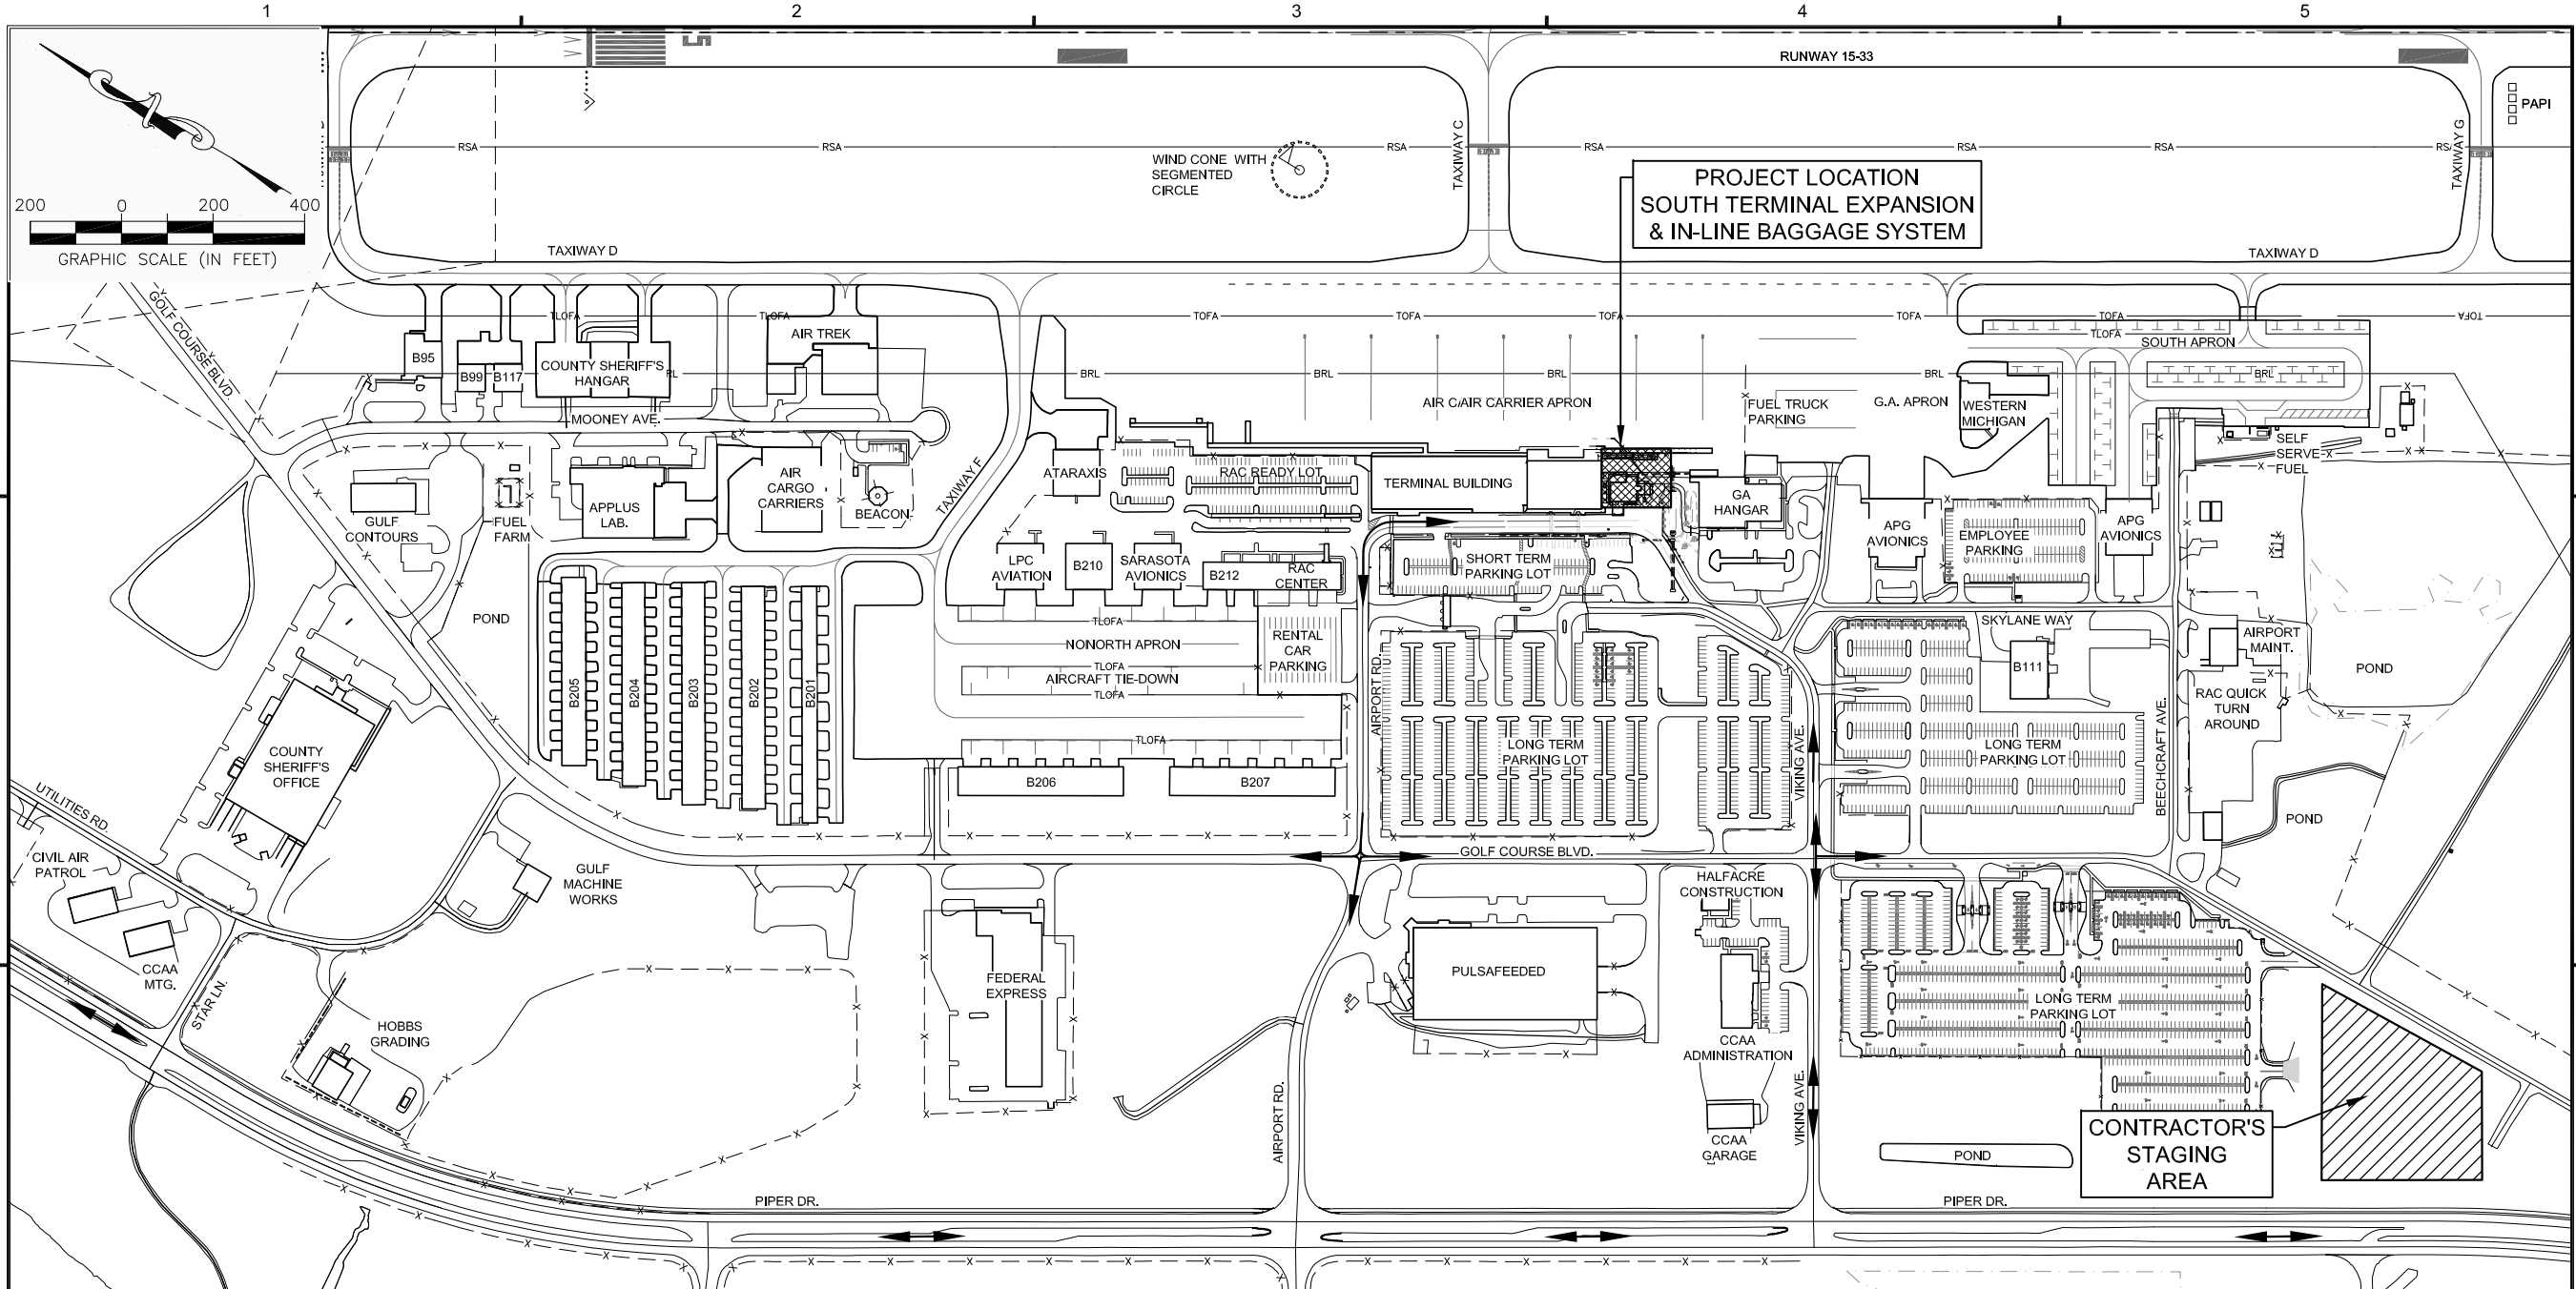 1
2
3
4
5
RUNWAY 15-33
PAPI
RSA
RSA
RSA
RSA
RSA
RSA
TAXIWAY C
TAXIWAY G
WIND CONE WITH
SEGMENTED
CIRCLE
PROJECT LOCATION
SOUTH TERMINAL EXPANSION
& IN-LINE BAGGAGE SYSTEM
200 0 200 400
GRAPHIC SCALE (IN FEET)
TAXIWAY D
TAXIWAY D
GOLF COURSE BLVD.
TLOFA
TLOFA
TOFA
TOFA
TOFA
TOFA
TOFA
TOFA
TLOFA
SOUTH APRON
AIR TREK
B95
B99
B117
COUNTY SHERIFF'S
HANGAR
BRL
BRL
BRL
BRL
BRL
MOONEY AVE.
AIR C/AIR CARRIER APRON
FUEL TRUCK
PARKING
G.A. APRON
WESTERN
MICHIGAN
SELF
SERVE
FUEL
TAXIWAY F
ATARAXIS
RAC READY LOT
TERMINAL BUILDING
GA
HANGAR
AIR
CARGO
CARRIERS
BEACON
APPLUS
LAB.
GULF
CONTOURS
FUEL
FARM
APG
AVIONICS
EMPLOYEE
PARKING
APG
AVIONICS
LPC
AVIATION
B210
SARASOTA
AVIONICS
B212
RAC
CENTER
SHORT TERM
PARKING LOT
POND
TLOFA
NONORTH APRON
TLOFA
AIRCRAFT TIE-DOWN
TLOFA
TLOFA
RENTAL
CAR
PARKING
SKYLANE WAY
B111
AIRPORT
MAINT.
POND
RAC QUICK
TURN
AROUND
B205
B204
B203
B202
B201
AIRPORT RD.
VIKING AVE.
BEECHCRAFT AVE.
COUNTY
SHERIFF'S
OFFICE
LONG TERM
PARKING LOT
LONG TERM
PARKING LOT
B206
B207
UTILITIES RD.
POND
GOLF COURSE BLVD.
CIVIL AIR
PATROL
GULF
MACHINE
WORKS
HALFACRE
CONSTRUCTION
CCAA
MTG.
STAR LN.
FEDERAL
EXPRESS
PULSAFEEDED
LONG TERM
PARKING LOT
HOBBS
GRADING
CCAA
ADMINISTRATION
AIRPORT RD.
VIKING AVE.
CCAA
GARAGE
POND
CONTRACTOR'S
STAGING
AREA
PIPER DR.
PIPER DR.